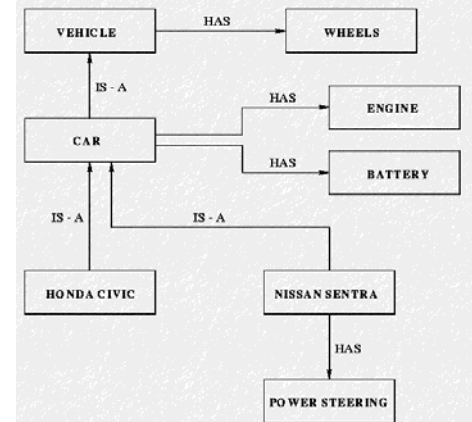 VEHICLE
HAS
WHEELS
IS - A
HAS
ENGINE
CAR
HAS
BATTERY
IS - A
IS - A
HONDA CIVIC
NISSAN SENTRA
HAS
POWER STEERING